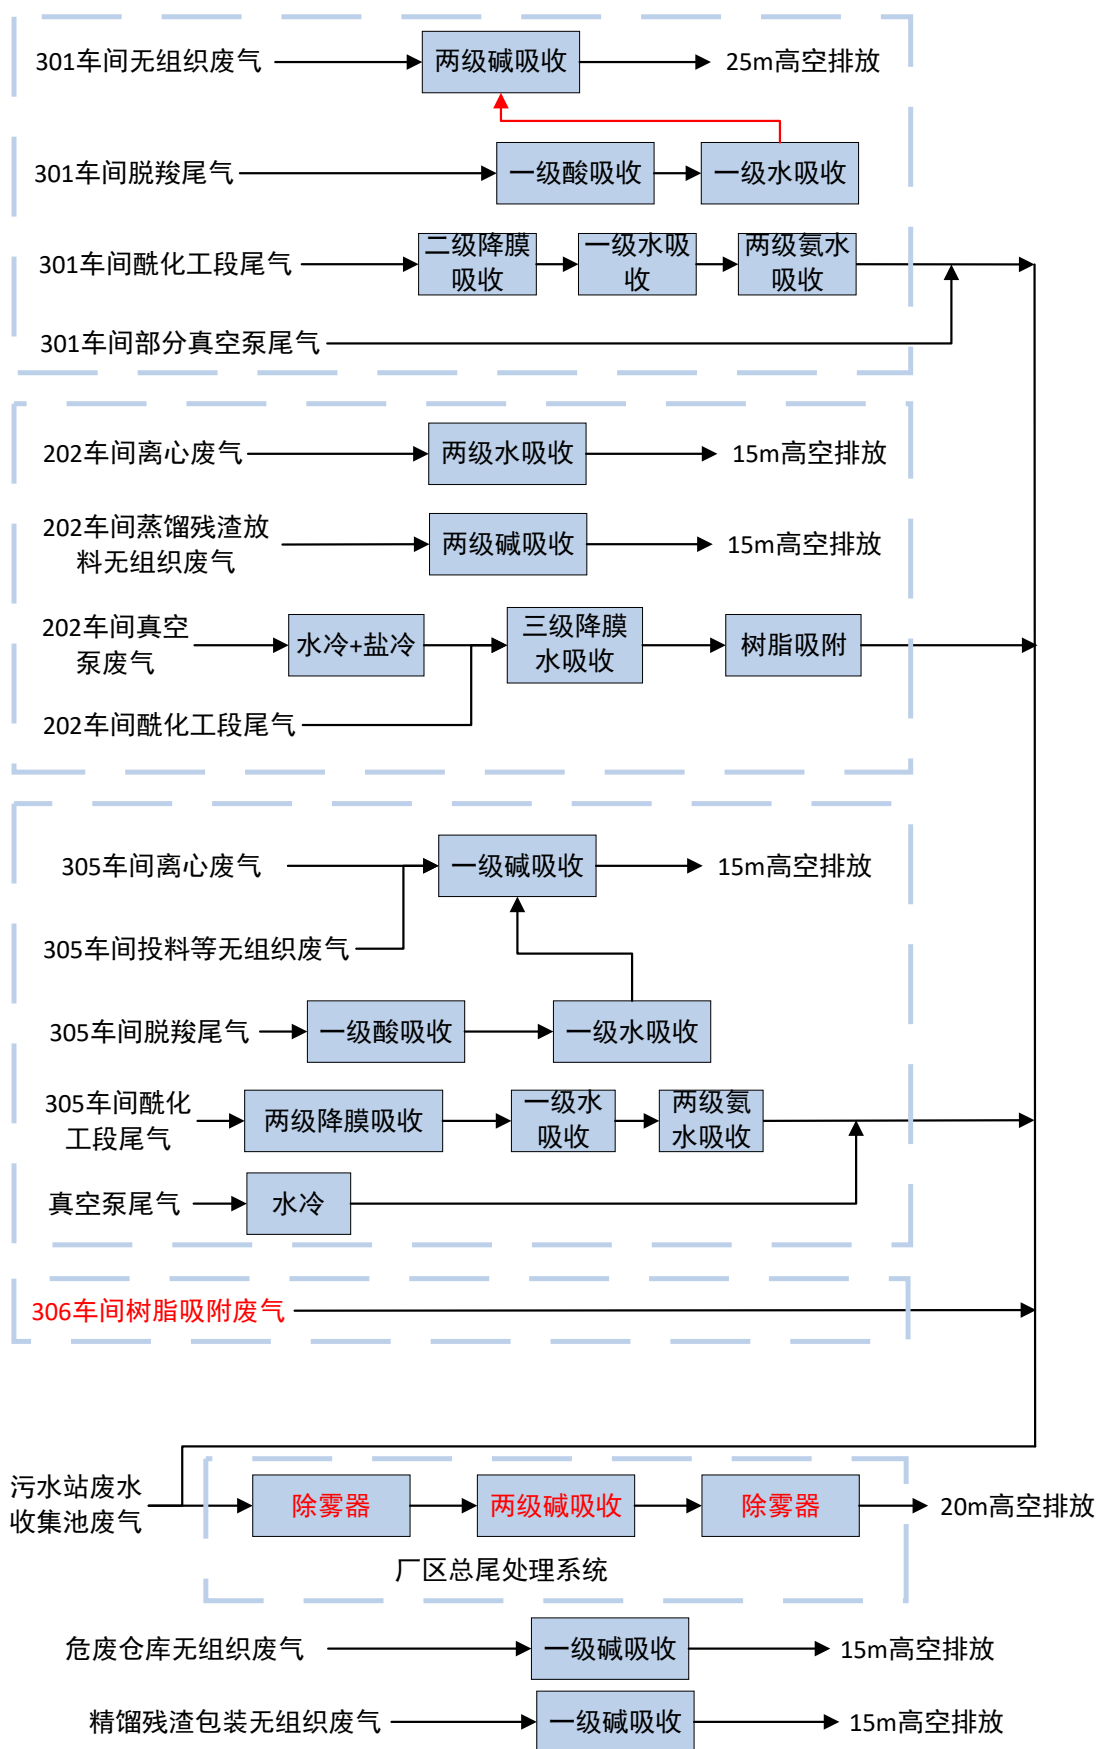 301车间无组织废气
两级碱吸收
25m高空排放
301车间脱羧尾气
一级酸吸收
一级水吸收
301车间酰化工段尾气
二级降膜
吸收
一级水吸
收
两级氨水
吸收
301车间部分真空泵尾气
202车间离心废气
两级水吸收
15m高空排放
202车间蒸馏残渣放
料无组织废气
两级碱吸收
15m高空排放
202车间真空
泵废气
水冷+盐冷
三级降膜
水吸收
树脂吸附
202车间酰化工段尾气
305车间离心废气
一级碱吸收
15m高空排放
305车间投料等无组织废气
305车间脱羧尾气
一级酸吸收
一级水吸收
305车间酰化
工段尾气
两级降膜吸收
一级水
吸收
两级氨
水吸收
真空泵尾气
水冷
306车间树脂吸附废气
污水站废水
收集池废气
除雾器
两级碱吸收
除雾器
20m高空排放
厂区总尾处理系统
危废仓库无组织废气
一级碱吸收
15m高空排放
精馏残渣包装无组织废气
一级碱吸收
15m高空排放